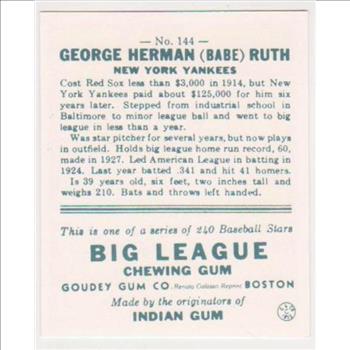 — No. 144 —
GEORGE HERMAN (BABE) RUTH
NEW YORK YANKEES
Cost Red Sox less than $3,000 in 1914, but New
York Yankees paid about $125,000 for him six
years later. Stepped from industrial school in
Baltimore to minor league ball and went to big
league in less than a year.
Was star pitcher for several years, but now plays
in outfield. Holds big league home run record, 60,
made in 1927. Led American League in batting in
1924. Last year batted .341 and hit 41 homers.
Is 39 years old, six feet, two inches tall and
weighs 210. Bats and throws left handed.
This is one of a series of 240 Baseball Stars
BIG LEAGUE
CHEWING GUM
GOUDEY GUM CO. Renata Galasso Reprint BOSTON
Made by the originators of
INDIAN GUM